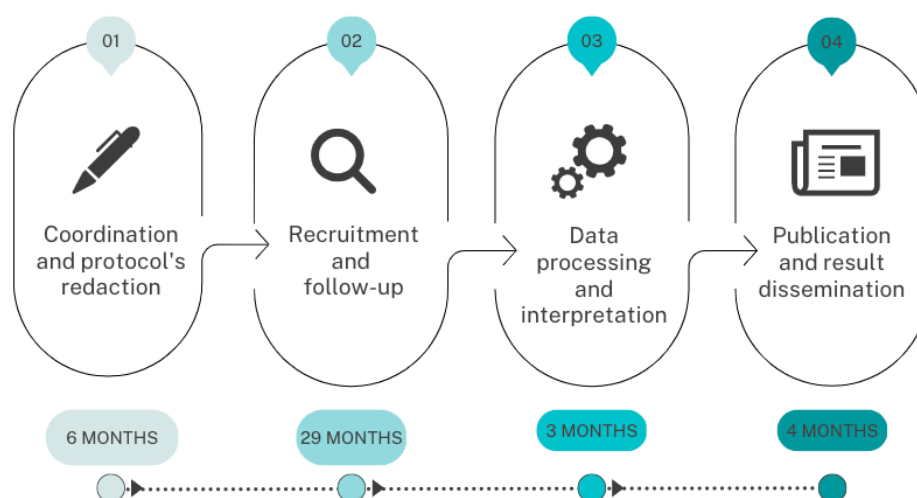 01
02
03
04
Coordination
and protocol's
redaction
Recruitment
and
follow-up
Data
processing
and
interpretation
Publication
and result
dissemination
6 MONTHS
29 MONTHS
3 MONTHS
4 MONTHS